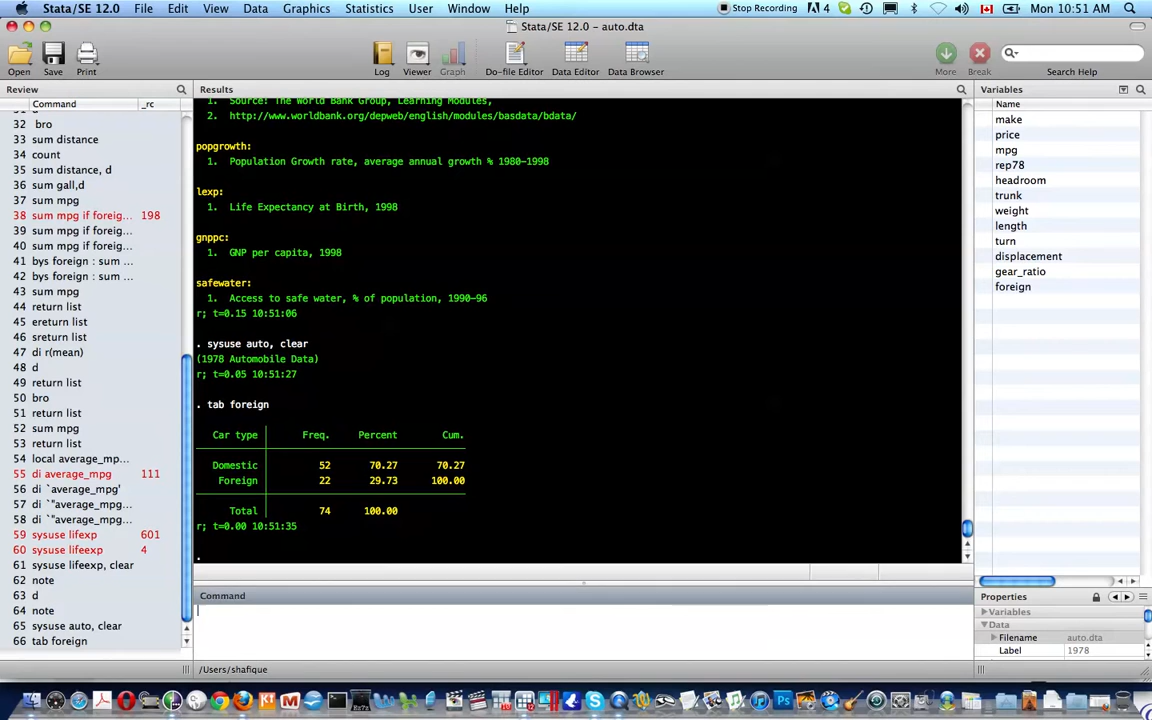 Stata/SE 12.0 File Edit View Data Graphics Statistics User Window Help Stop Recording 4 Mon 10:51 AM
Stata/SE 12.0 – auto.dta
Open Save Print Log Viewer Graph Do-file Editor Data Editor Data Browser More Break Search Help
Review
Command _rc
32 bro
33 sum distance
34 count
35 sum distance, d
36 sum gall,d
37 sum mpg
38 sum mpg if foreig... 198
39 sum mpg if foreig...
40 sum mpg if foreig...
41 bys foreign : sum ...
42 bys foreign : sum ...
43 sum mpg
44 return list
45 ereturn list
46 sreturn list
47 di r(mean)
48 d
49 return list
50 bro
51 return list
52 sum mpg
53 return list
54 local average_mp...
55 di average_mpg 111
56 di `average_mpg'
57 di `"average_mpg...
58 di `"average_mpg...
59 sysuse lifexp 601
60 sysuse lifeexp 4
61 sysuse lifeexp, clear
62 note
63 d
64 note
65 sysuse auto, clear
66 tab foreign
Results
1. Source: The World Bank Group, Learning Modules,
2. http://www.worldbank.org/depweb/english/modules/basdata/bdata/
popgrowth:
1. Population Growth rate, average annual growth % 1980-1998
lexp:
1. Life Expectancy at Birth, 1998
gnppc:
1. GNP per capita, 1998
safewater:
1. Access to safe water, % of population, 1990-96
r; t=0.15 10:51:06
. sysuse auto, clear
(1978 Automobile Data)
r; t=0.05 10:51:27
. tab foreign
Car type Freq. Percent Cum.
Domestic 52 70.27 70.27
Foreign 22 29.73 100.00
Total 74 100.00
r; t=0.00 10:51:35
.
Command
/Users/shafique
Variables
Name
make
price
mpg
rep78
headroom
trunk
weight
length
turn
displacement
gear_ratio
foreign
Properties
Variables
Data
Filename auto.dta
Label 1978